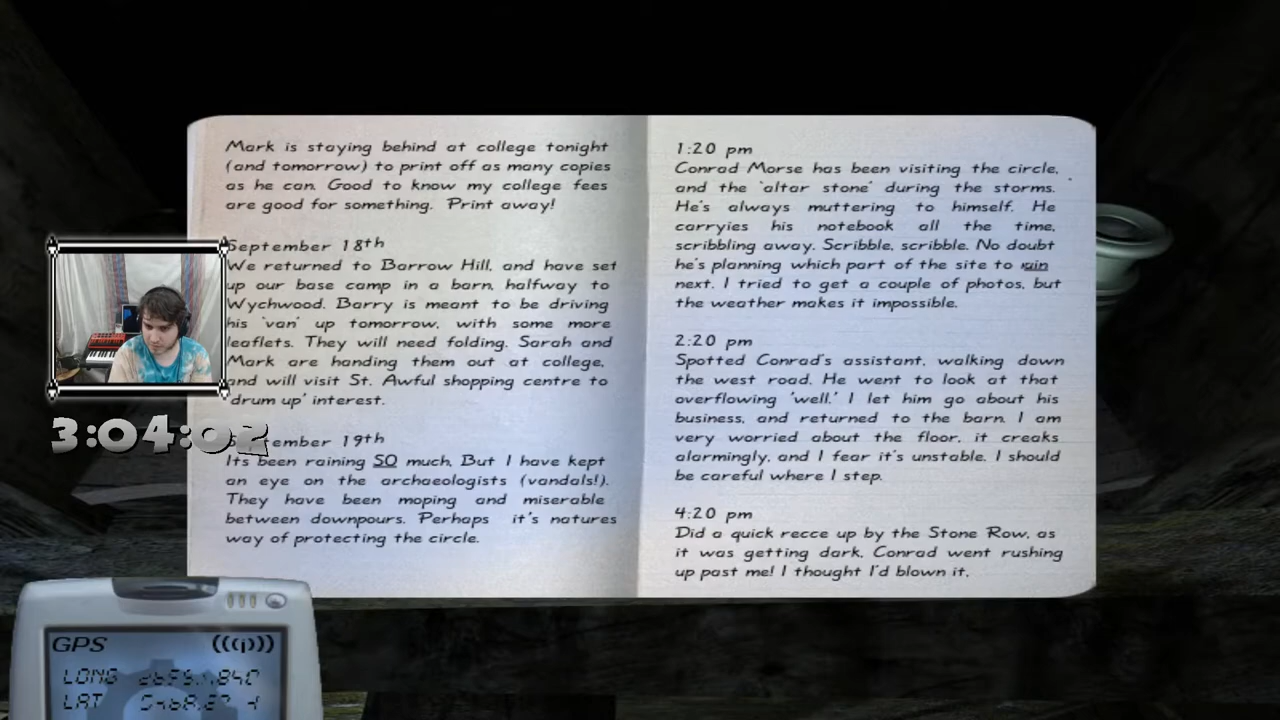 Mark is staying behind at college tonight
(and tomorrow) to print off as many copies
as he can. Good to know my college fees
are good for something. Print away!
September 18th
We returned to Barrow Hill, and have set
up our base camp in a barn, halfway to
Wychwood. Barry is meant to be driving
his 'van' up tomorrow, with some more
leaflets. They will need folding. Sarah and
Mark are handing them out at college,
and will visit St. Awful shopping centre to
'drum up' interest.
September 19th
Its been raining SO much. But I have kept
an eye on the archaeologists (vandals!).
They have been moping and miserable
between downpours. Perhaps it's natures
way of protecting the circle.
1:20 pm
Conrad Morse has been visiting the circle,
and the 'altar stone' during the storms.
He's always muttering to himself. He
carryies his notebook all the time,
scribbling away. Scribble, scribble. No doubt
he's planning which part of the site to
next. I tried to get a couple of photos, but
the weather makes it impossible.
2:20 pm
Spotted Conrad's assistant, walking down
the west road. He went to look at that
overflowing 'well.' I let him go about his
business, and returned to the barn. I am
very worried about the floor, it creaks
alarmingly, and I fear it's unstable. I should
be careful where I step.
4:20 pm
Did a quick recce up by the Stone Row, as
it was getting dark, Conrad went rushing
up past me! I thought I'd blown it,
3:04:02
GPS
LONG
LAT